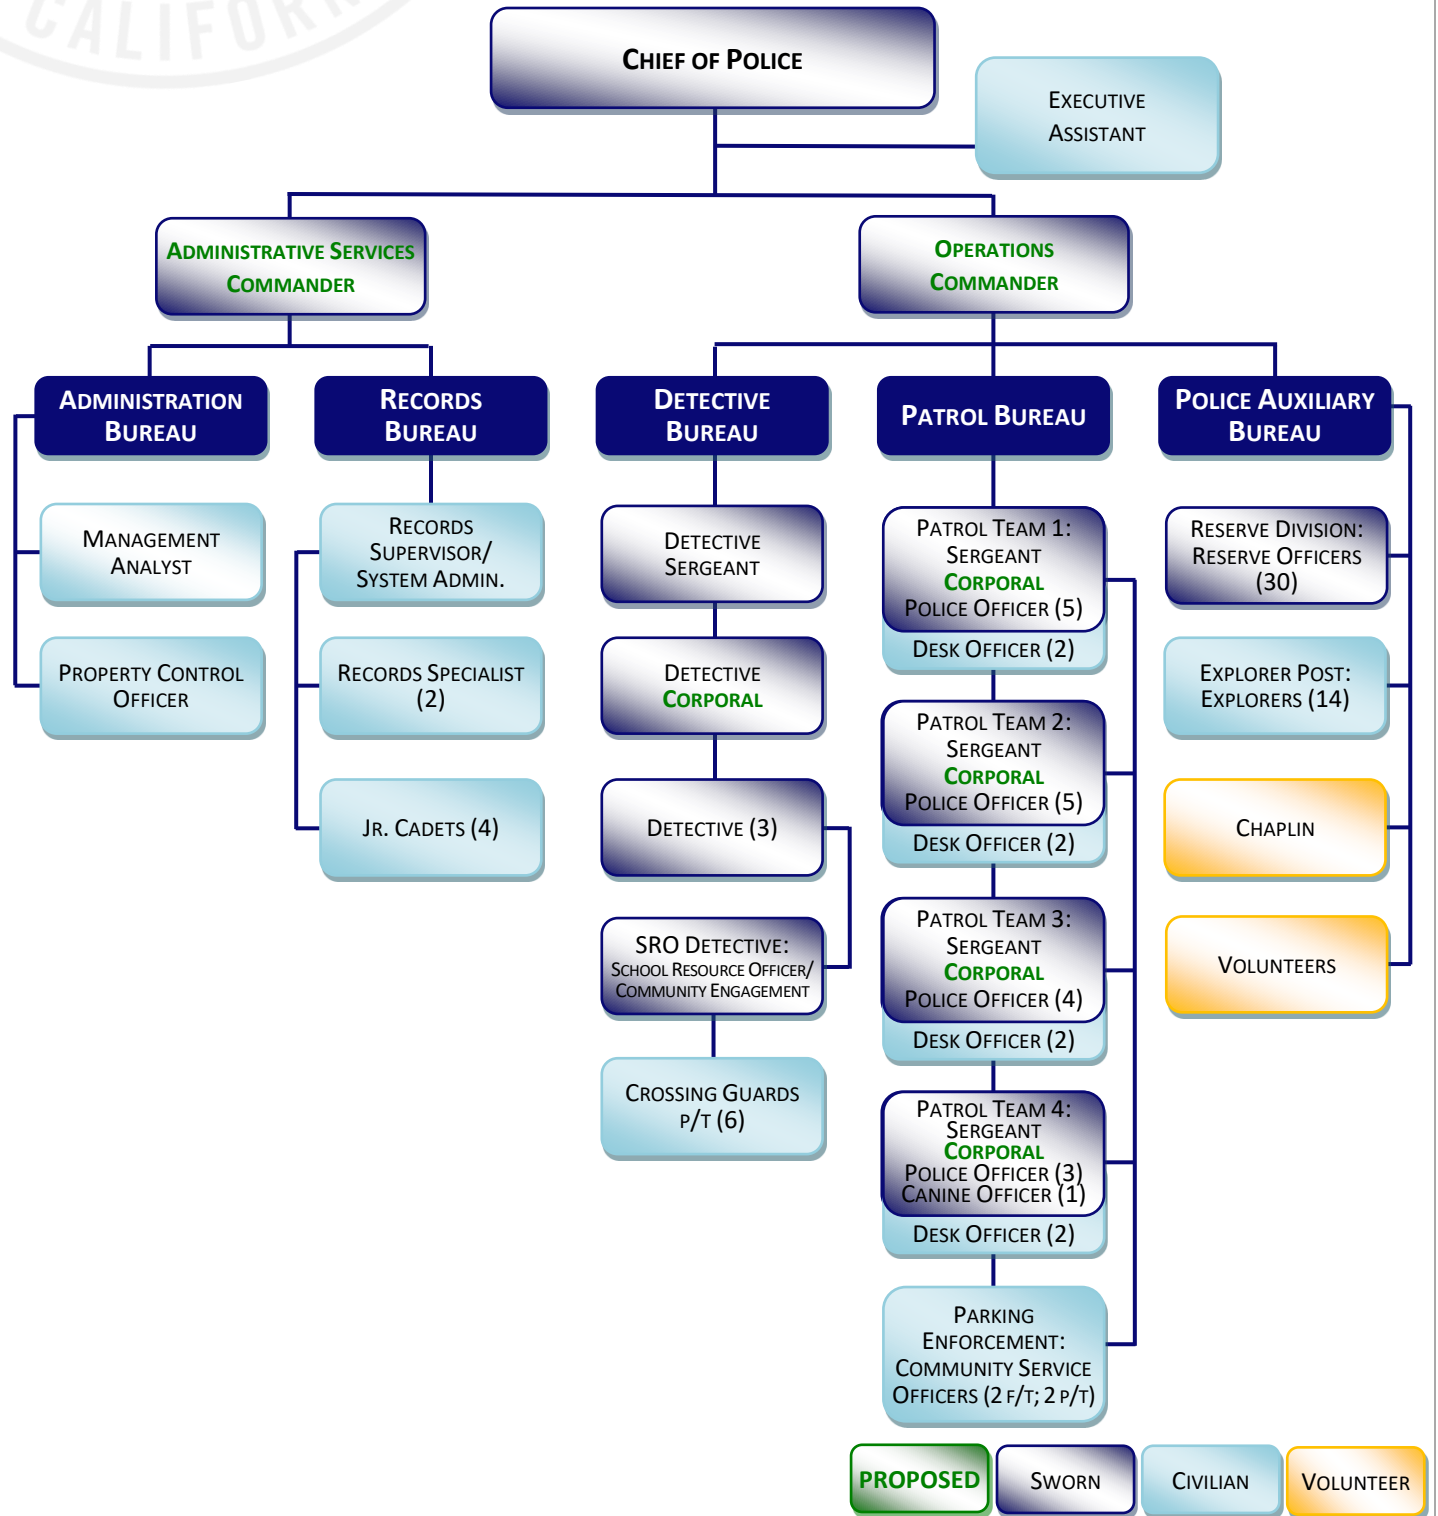 CALIFORN
CHIEF OF POLICE
EXECUTIVE
ASSISTANT
ADMINISTRATIVE SERVICES
COMMANDER
OPERATIONS
COMMANDER
ADMINISTRATION
BUREAU
RECORDS
BUREAU
DETECTIVE
BUREAU
PATROL BUREAU
POLICE AUXILIARY
BUREAU
MANAGEMENT
ANALYST
PROPERTY CONTROL
OFFICER
RECORDS
SUPERVISOR/
SYSTEM ADMIN.
RECORDS SPECIALIST
(2)
JR. CADETS (4)
DETECTIVE
SERGEANT
DETECTIVE
CORPORAL
DETECTIVE (3)
SRO DETECTIVE:
SCHOOL RESOURCE OFFICER/
COMMUNITY ENGAGEMENT
CROSSING GUARDS
P/T (6)
PATROL TEAM 1:
SERGEANT
CORPORAL
POLICE OFFICER (5)
DESK OFFICER (2)
PATROL TEAM 2:
SERGEANT
CORPORAL
POLICE OFFICER (5)
DESK OFFICER (2)
PATROL TEAM 3:
SERGEANT
CORPORAL
POLICE OFFICER (4)
DESK OFFICER (2)
PATROL TEAM 4:
SERGEANT
CORPORAL
POLICE OFFICER (3)
CANINE OFFICER (1)
DESK OFFICER (2)
PARKING
ENFORCEMENT:
COMMUNITY SERVICE
OFFICERS (2 F/T; 2 P/T)
RESERVE DIVISION:
RESERVE OFFICERS
(30)
EXPLORER POST:
EXPLORERS (14)
CHAPLIN
VOLUNTEERS
PROPOSED
SWORN
CIVILIAN
VOLUNTEER